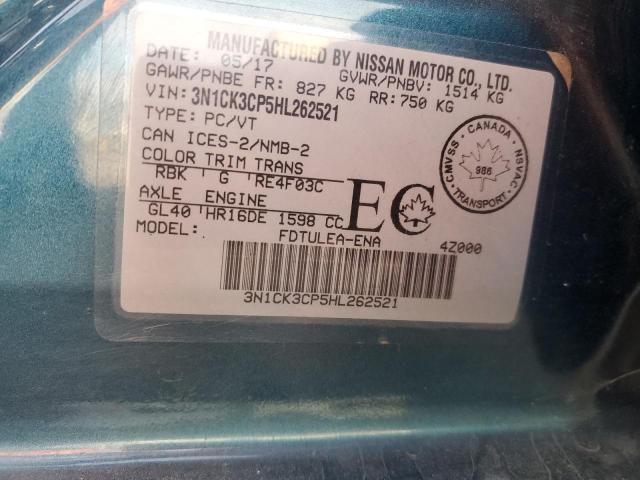 MANUFACTURED BY NISSAN MOTOR CO., LTD.
DATE: 05/17 GVWR/PNBV: 1514 KG
GAWR/PNBE FR: 827 KG RR: 750 KG
VIN: 3N1CK3CP5HL262521
TYPE: PC/VT
CAN ICES-2/NMB-2
COLOR TRIM TRANS
RBK G RE4F03C
AXLE ENGINE
GL40 HR16DE 1598 CC
MODEL: FDTULEA-ENA 4Z000
EC
CANADA
CMVSS NSVAC
986
TRANSPORT
3N1CK3CP5HL262521